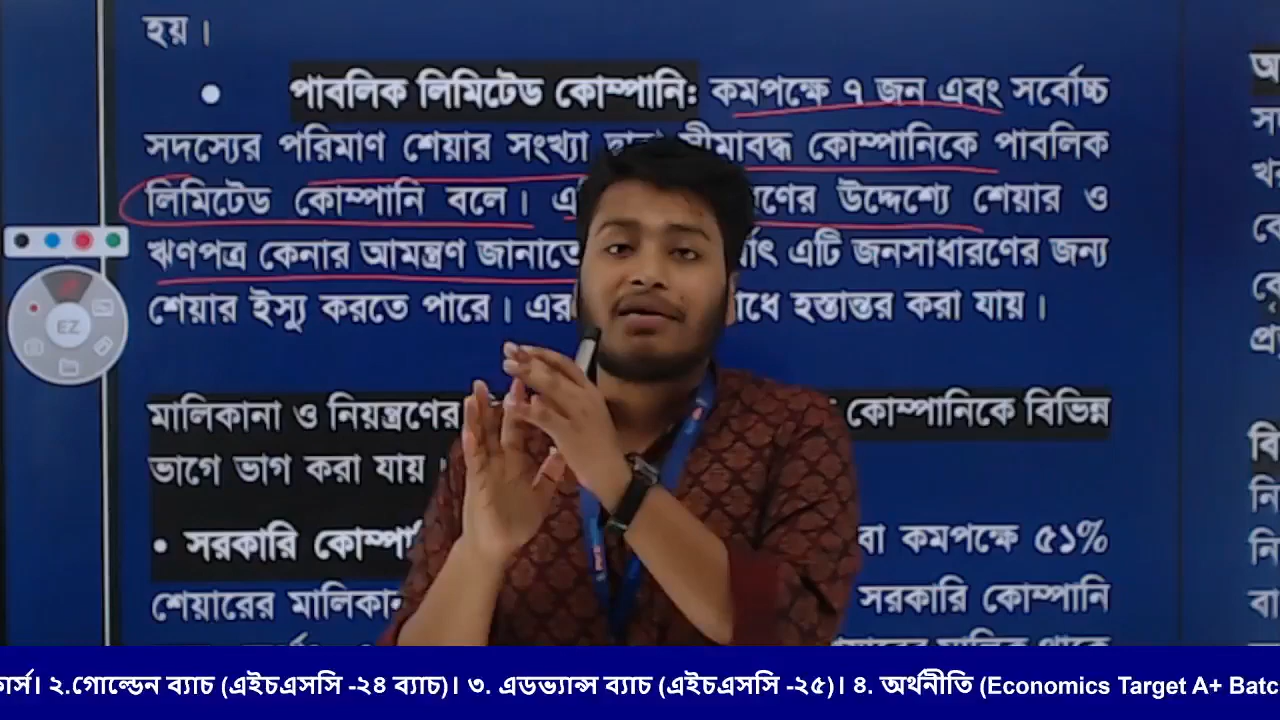 হয়।
• পাবলিক লিমিটেড কোম্পানি: কমপক্ষে ৭ জন এবং সর্বোচ্চ
সদস্যের পরিমাণ শেয়ার সংখ্যা দ্বারা সীমাবদ্ধ কোম্পানিকে পাবলিক
লিমিটেড কোম্পানি বলে। শেয়ার ও
উদ্দেশ্যে
ঋণপত্র কেনার আমন্ত্রণ জানাতে এটি জনসাধারণের জন্য
শেয়ার ইস্যু করতে পারে। হস্তান্তর করা যায়।
মালিকানা ও নিয়ন্ত্রণের কোম্পানিকে বিভিন্ন
ভাগে ভাগ করা যায়
• সরকারি বা কমপক্ষে ৫১%
শেয়ারের সরকারি কোম্পানি
EZ
২.গোল্ডেন ব্যাচ (এইচএসসি -২৪ ব্যাচ)। ৩. এডভ্যান্স ব্যাচ (এইচএসসি -২৫)। ৪. অর্থনীতি (Economics Target A+